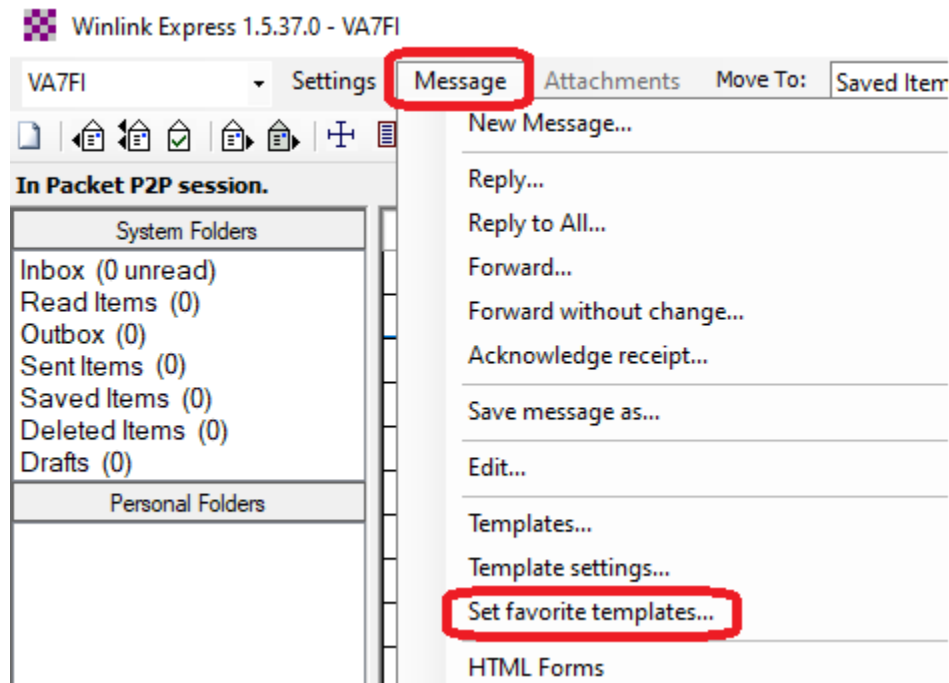 Winlink Express 1.5.37.0 - VA7FI
VA7FI Settings Message Attachments Move To: Saved Item
In Packet P2P session.
System Folders
Inbox (0 unread)
Read Items (0)
Outbox (0)
Sent Items (0)
Saved Items (0)
Deleted Items (0)
Drafts (0)
Personal Folders
New Message...
Reply...
Reply to All...
Forward...
Forward without change...
Acknowledge receipt...
Save message as...
Edit...
Templates...
Template settings...
Set favorite templates...
HTML Forms